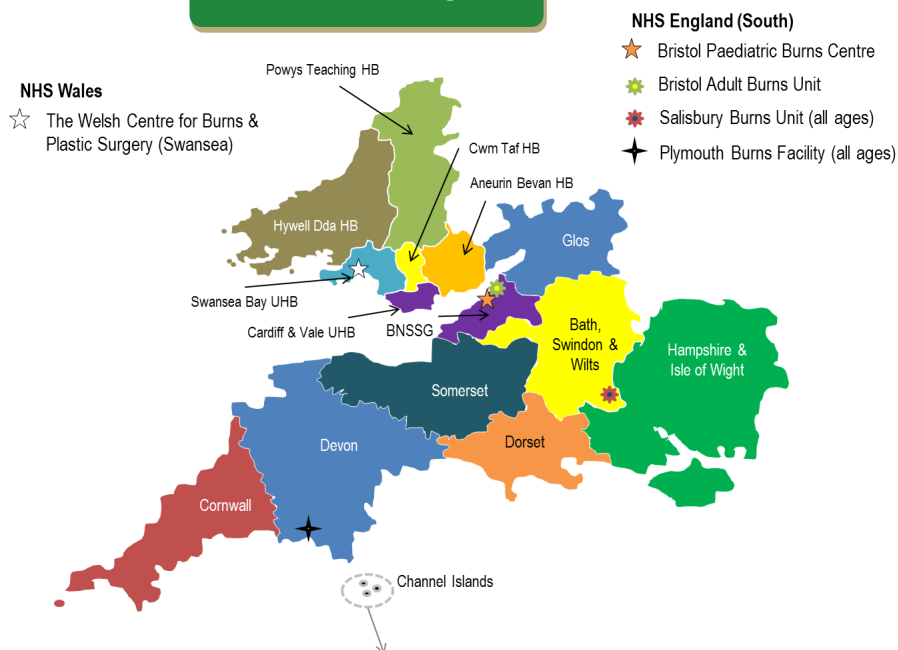 NHS England (South)
Bristol Paediatric Burns Centre
Bristol Adult Burns Unit
Salisbury Burns Unit (all ages)
Plymouth Burns Facility (all ages)
NHS Wales
The Welsh Centre for Burns &
Plastic Surgery (Swansea)
Powys Teaching HB
Cwm Taf HB
Aneurin Bevan HB
Hywell Dda HB
Glos
Swansea Bay UHB
Cardiff & Vale UHB
BNSSG
Bath,
Swindon &
Wilts
Hampshire &
Isle of Wight
Somerset
Devon
Dorset
Cornwall
Channel Islands